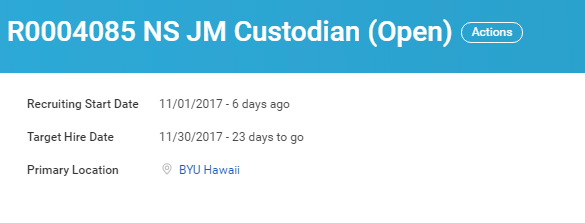 R0004085 NS JM Custodian (Open) Actions
Recruiting Start Date 11/01/2017 - 6 days ago
Target Hire Date 11/30/2017 - 23 days to go
Primary Location BYU Hawaii